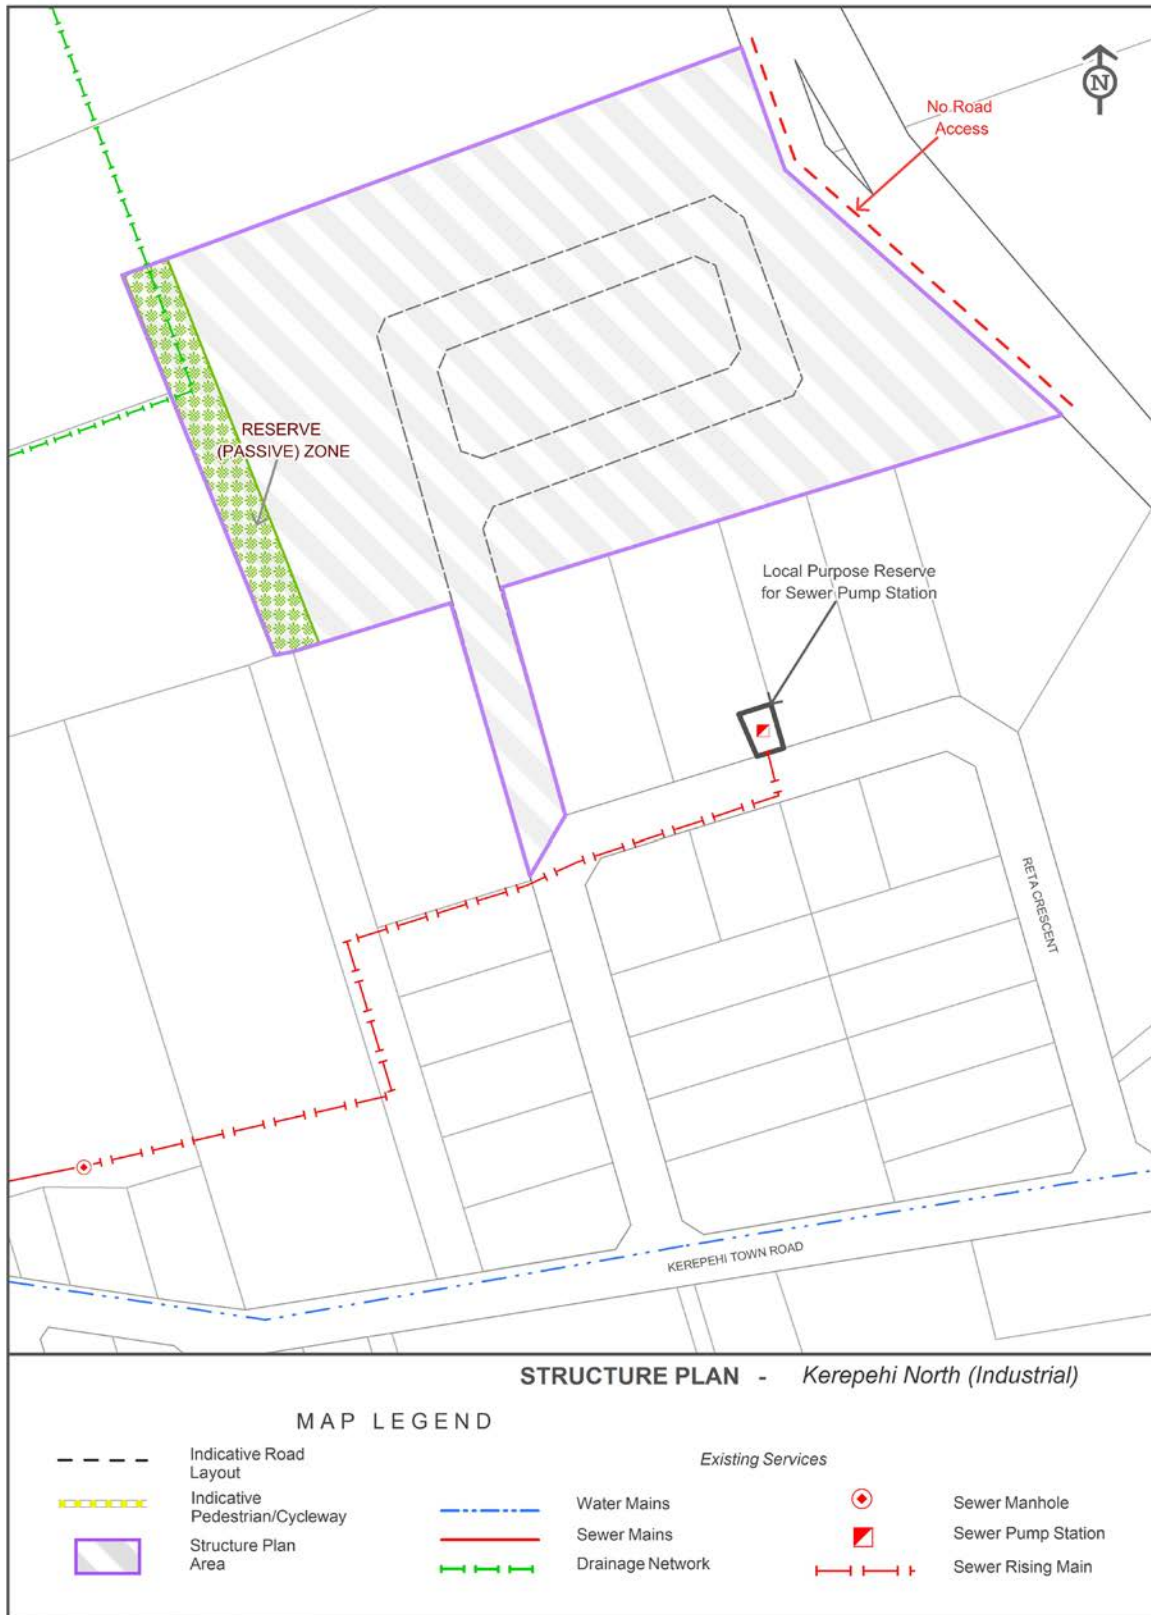 N
No Road
Access
RESERVE
(PASSIVE) ZONE
Local Purpose Reserve
for Sewer Pump Station
RETA CRESCENT
KEREPEHI TOWN ROAD
STRUCTURE PLAN - Kerepehi North (Industrial)
MAP LEGEND
Indicative Road
Layout
Indicative
Pedestrian/Cycleway
Structure Plan
Area
Existing Services
Water Mains
Sewer Mains
Drainage Network
Sewer Manhole
Sewer Pump Station
Sewer Rising Main